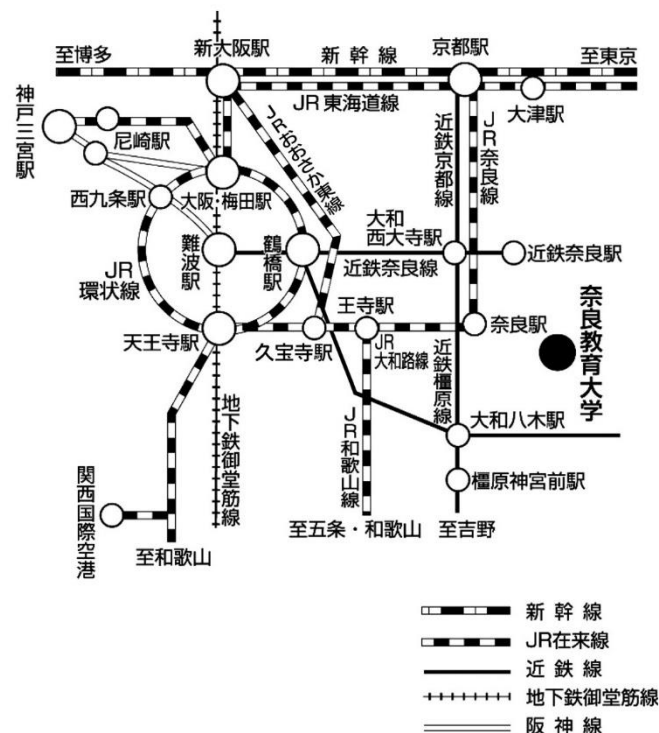 新大阪駅
京都駅
至博多
新幹線
至東京
JR東海道線
大津駅
神戸三宮駅
尼崎駅
JRおおさか東線
近鉄京都線
JR奈良線
西九条駅
大阪・梅田駅
大和
西大寺駅
難波駅
鶴橋駅
近鉄奈良線
近鉄奈良駅
JR
環状線
天王寺駅
久宝寺駅
王寺駅
JR
大和路線
奈良駅
奈良教育大学
近鉄橿原線
大和八木駅
地下鉄御堂筋線
JR和歌山線
橿原神宮前駅
関西国際空港
至和歌山
至五条・和歌山
至吉野
新幹線
JR在来線
近鉄線
地下鉄御堂筋線
阪神線